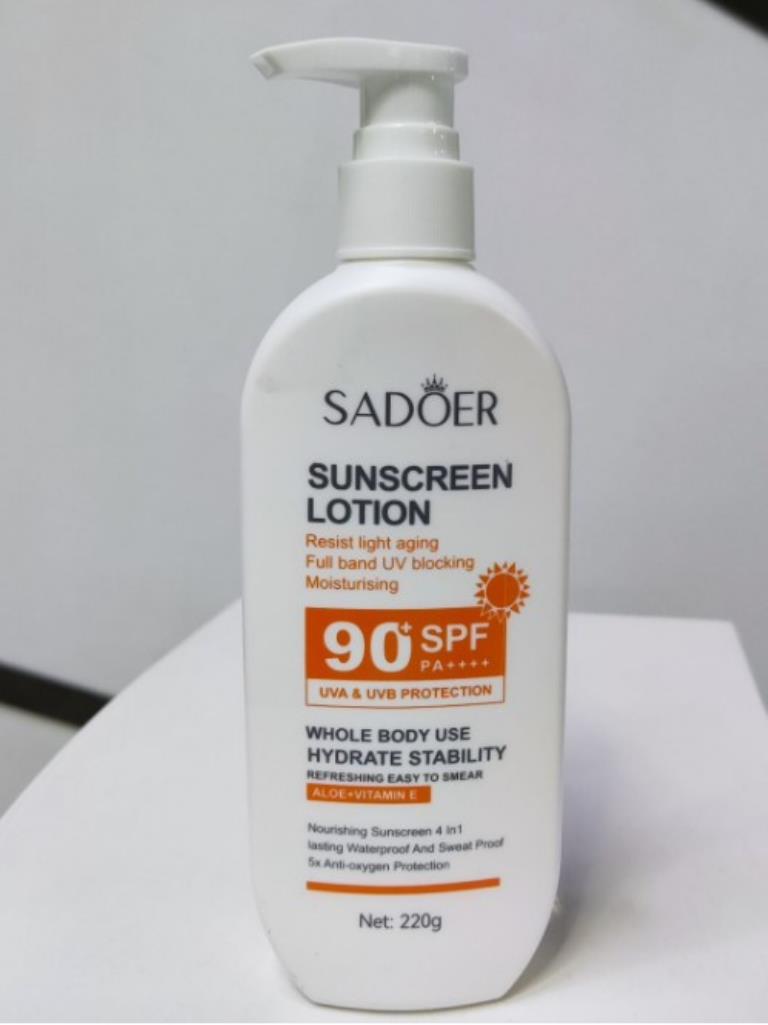 SADOER
SUNSCREEN
LOTION
Resist light aging
Full band UV blocking
Moisturising
90+ SPF
PA++++
UVA & UVB PROTECTION
WHOLE BODY USE
HYDRATE STABILITY
REFRESHING EASY TO SMEAR
ALOE+VITAMIN E
Nourishing Sunscreen 4 In1
lasting Waterproof And Sweat Proof
5x Anti-oxygen Protection
Net: 220g